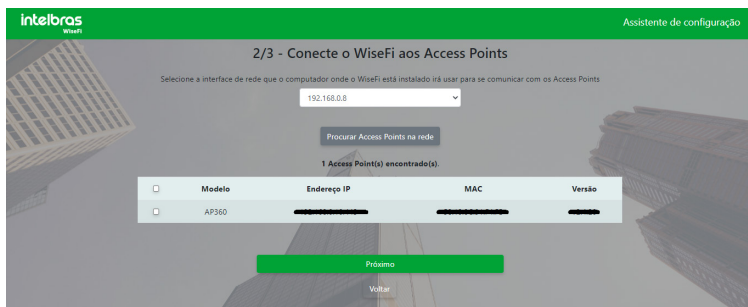 intelbras
WiseFi
Assistente de configuração
2/3 - Conecte o WiseFi aos Access Points
Selecione a interface de rede que o computador onde o WiseFi está instalado irá usar para se comunicar com os Access Points
192.168.0.8
Procurar Access Points na rede
1 Access Point(s) encontrado(s).
Modelo Endereço IP MAC Versão
AP360
Próximo
Voltar